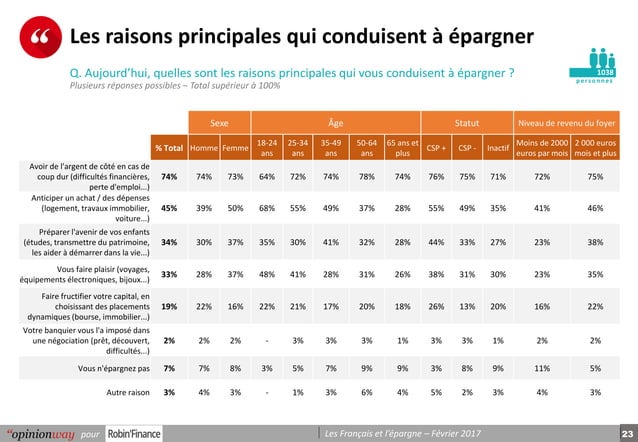 Les raisons principales qui conduisent à épargner
Q. Aujourd'hui, quelles sont les raisons principales qui vous conduisent à épargner ?
Plusieurs réponses possibles – Total supérieur à 100%
1038
personnes
Sexe Âge Statut Niveau de revenu du foyer
% Total Homme Femme 18-24 ans 25-34 ans 35-49 ans 50-64 ans 65 ans et plus CSP + CSP - Inactif Moins de 2000 euros par mois 2 000 euros mois et plus
Avoir de l'argent de côté en cas de
coup dur (difficultés financières, 74% 74% 73% 64% 72% 74% 78% 74% 76% 75% 71% 72% 75%
perte d'emploi...)
Anticiper un achat / des dépenses
(logement, travaux immobilier, 45% 39% 50% 68% 55% 49% 37% 28% 55% 49% 35% 41% 46%
voiture...)
Préparer l'avenir de vos enfants
(études, transmettre du patrimoine, 34% 30% 37% 35% 30% 41% 32% 28% 44% 33% 27% 23% 38%
les aider à démarrer dans la vie...)
Vous faire plaisir (voyages, 33% 28% 37% 48% 41% 28% 31% 26% 38% 31% 30% 23% 35%
équipements électroniques, bijoux...)
Faire fructifier votre capital, en
choisissant des placements 19% 22% 16% 22% 21% 17% 20% 18% 26% 13% 20% 16% 22%
dynamiques (bourse, immobilier...)
Votre banquier vous l'a imposé dans
une négociation (prêt, découvert, 2% 2% 2% - 3% 3% 3% 1% 3% 3% 1% 2% 2%
difficultés...)
Vous n'épargnez pas 7% 7% 8% 3% 5% 7% 9% 9% 3% 8% 9% 11% 5%
Autre raison 3% 4% 3% - 1% 3% 6% 4% 5% 2% 3% 4% 3%
“opinionway pour Robin'Finance Les Français et l'épargne – Février 2017 23